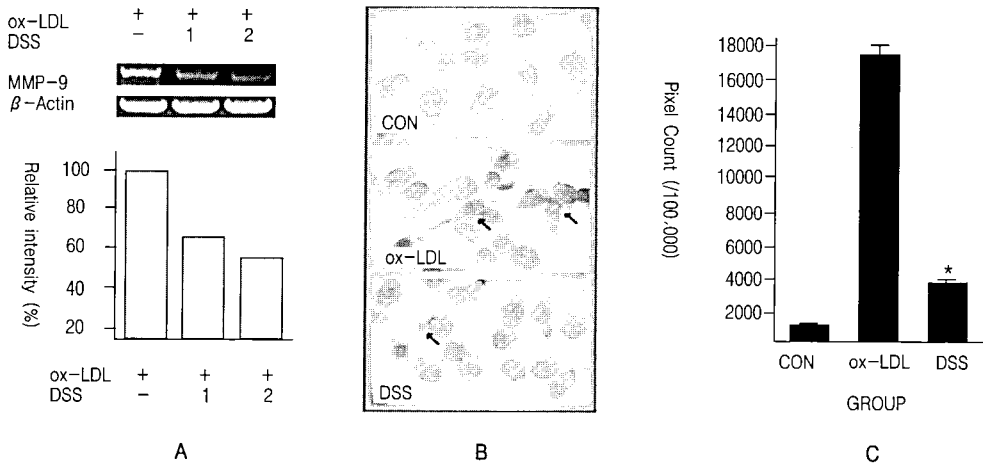 ox-LDL + + +
DSS − 1 2
MMP-9
β-Actin
Relative intensity (%)
100
80
60
40
20
ox-LDL + + +
DSS − 1 2
A
CON
ox-LDL
DSS
B
Pixel Count (/100.000)
18000
16000
14000
12000
10000
8000
6000
4000
2000
*
CON ox-LDL DSS
GROUP
C